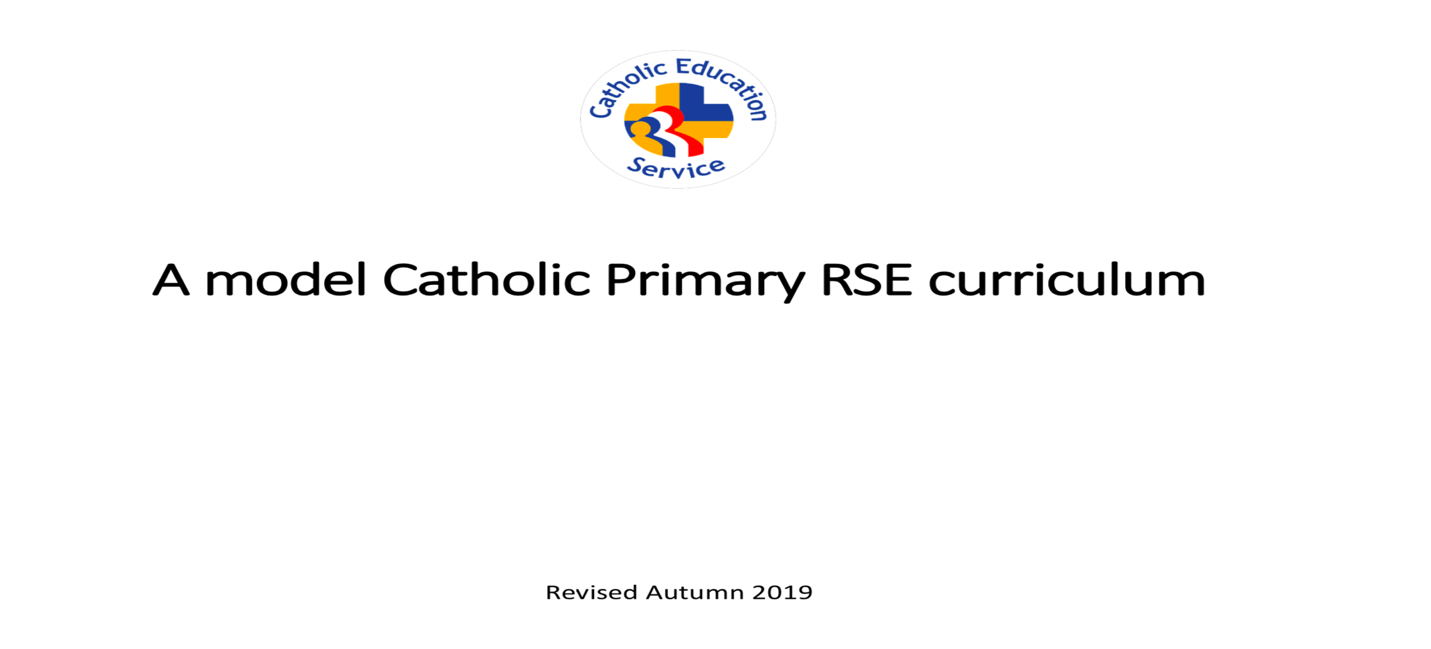 Catholic Education
Service
A model Catholic Primary RSE curriculum
Revised Autumn 2019